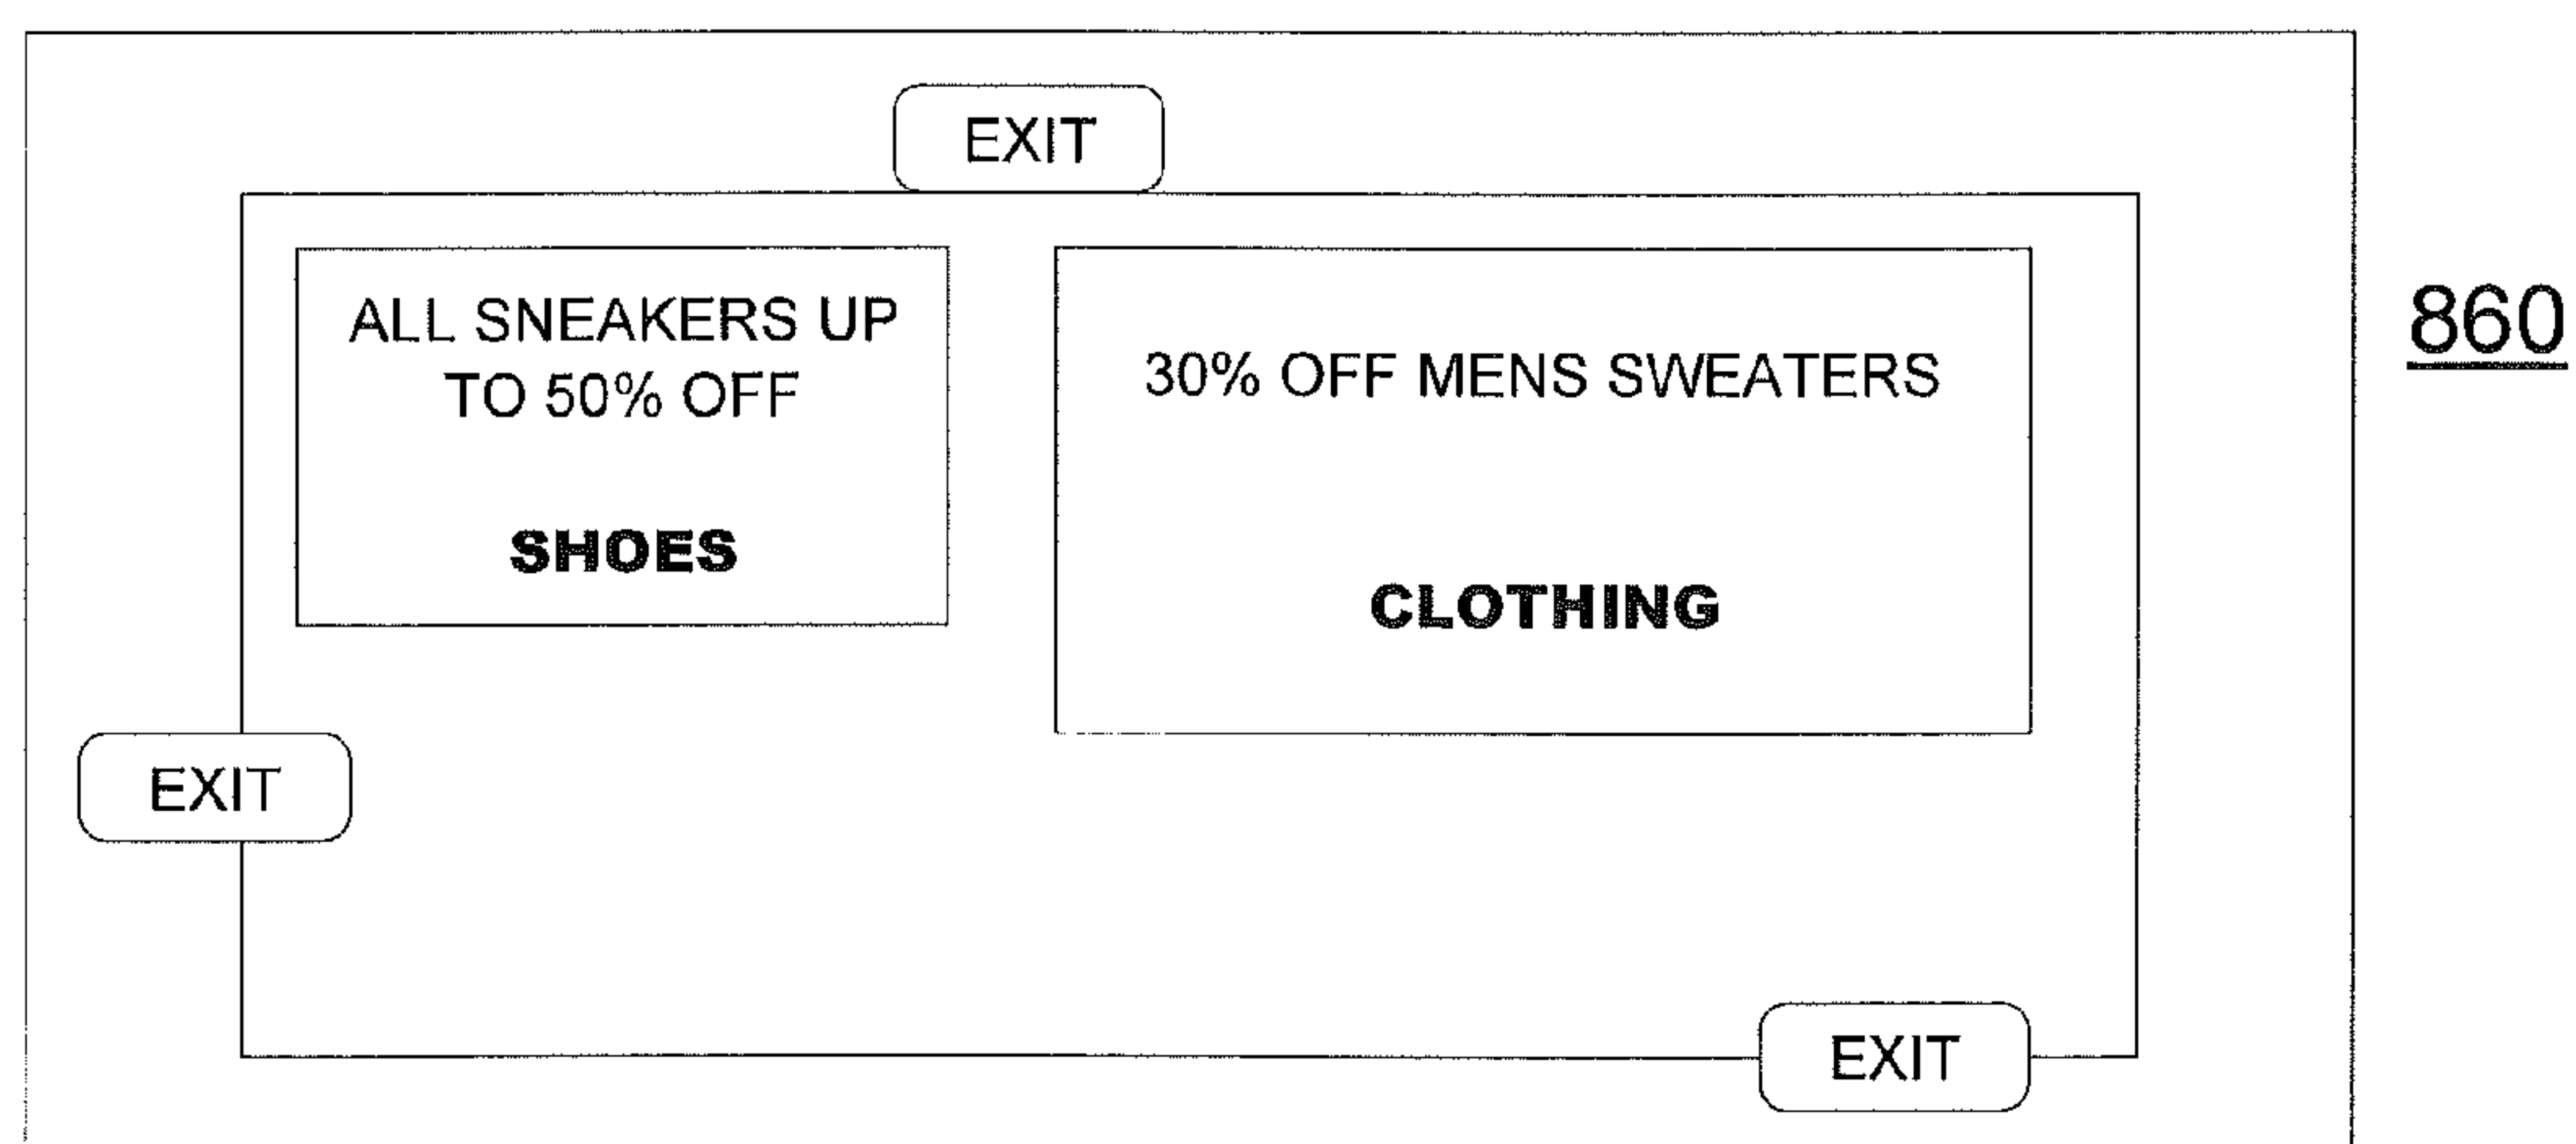 EXIT
ALL SNEAKERS UP
TO 50% OFF
SHOES
30% OFF MENS SWEATERS
CLOTHING
860
EXIT
EXIT